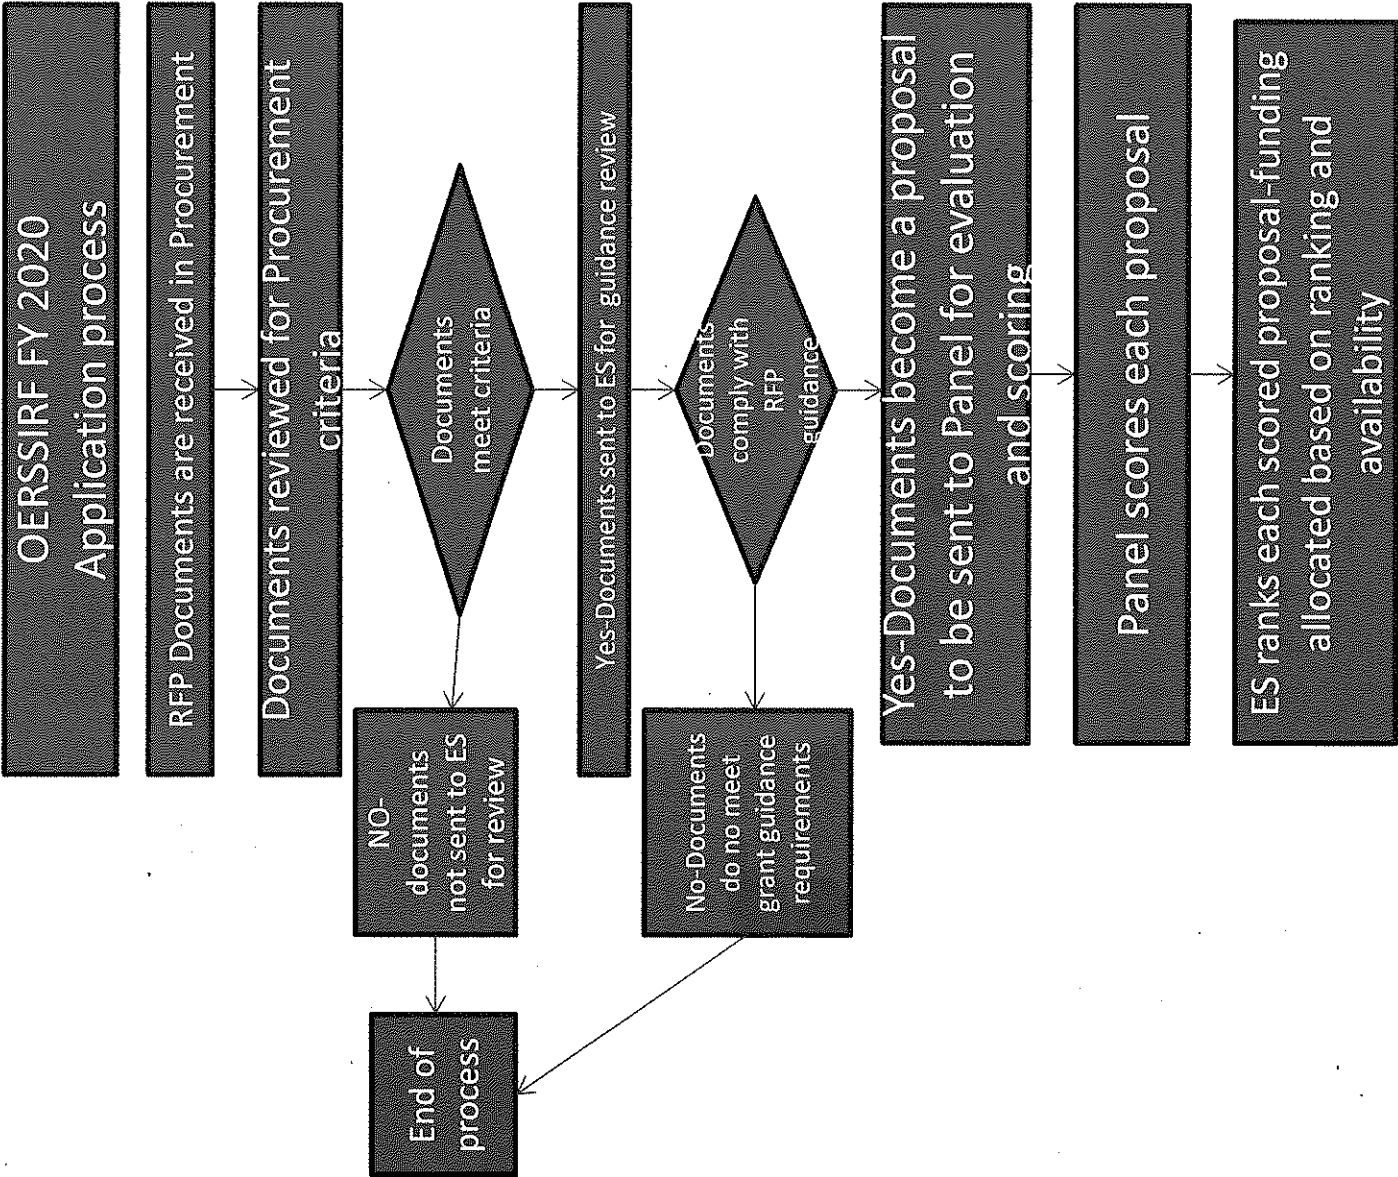 OERSSIRF FY 2020
Application process
RFP Documents are received in Procurement
Documents reviewed for Procurement
criteria
Documents
meet criteria
NO-
documents
not sent to ES
for review
End of
process
Yes-Documents sent to ES for guidance review
Documents
comply with
RFP
guidance
No-Documents
do no meet
grant guidance
requirements
Yes-Documents become a proposal
to be sent to Panel for evaluation
and scoring
Panel scores each proposal
ES ranks each scored proposal-funding
allocated based on ranking and
availability